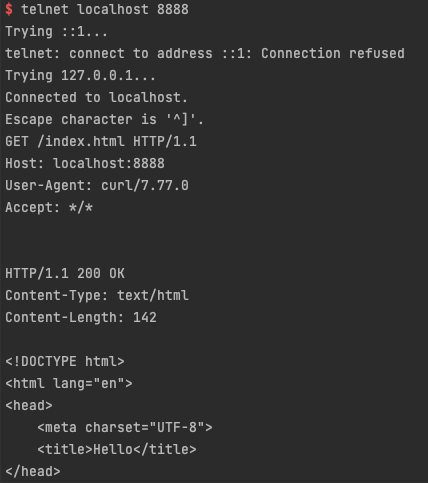 $ telnet localhost 8888
Trying ::1...
telnet: connect to address ::1: Connection refused
Trying 127.0.0.1...
Connected to localhost.
Escape character is '^]'.
GET /index.html HTTP/1.1
Host: localhost:8888
User-Agent: curl/7.77.0
Accept: */*
HTTP/1.1 200 OK
Content-Type: text/html
Content-Length: 142
<!DOCTYPE html>
<html lang="en">
<head>
    <meta charset="UTF-8">
    <title>Hello</title>
</head>